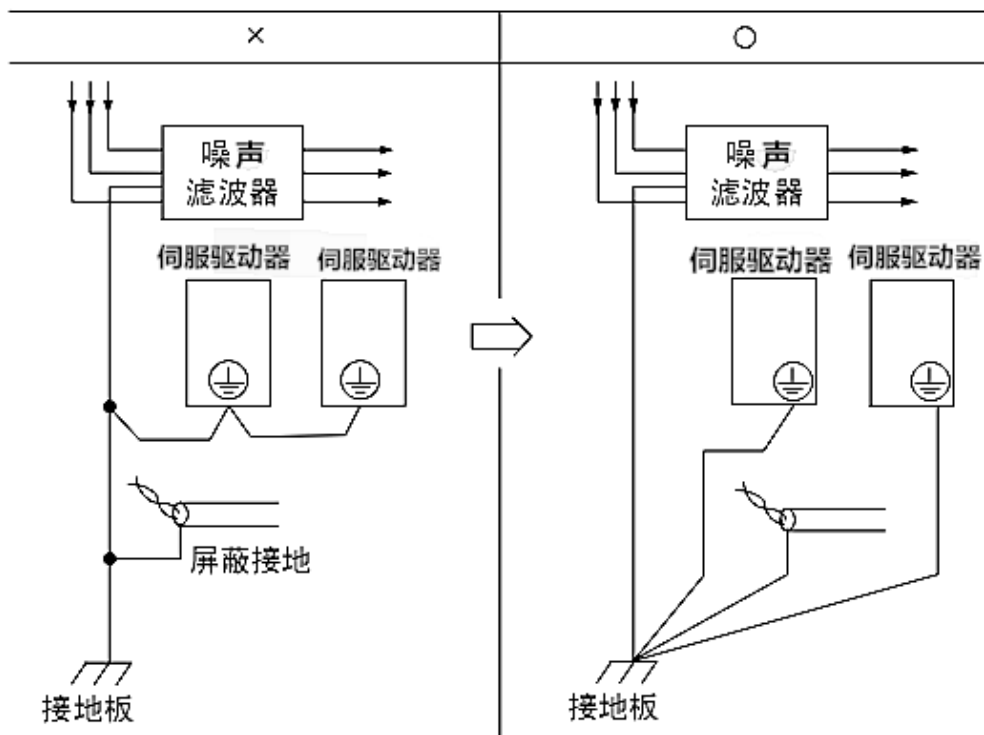 ×
○
噪声
滤波器
噪声
滤波器
伺服驱动器 伺服驱动器
伺服驱动器 伺服驱动器
屏蔽接地
接地板
接地板